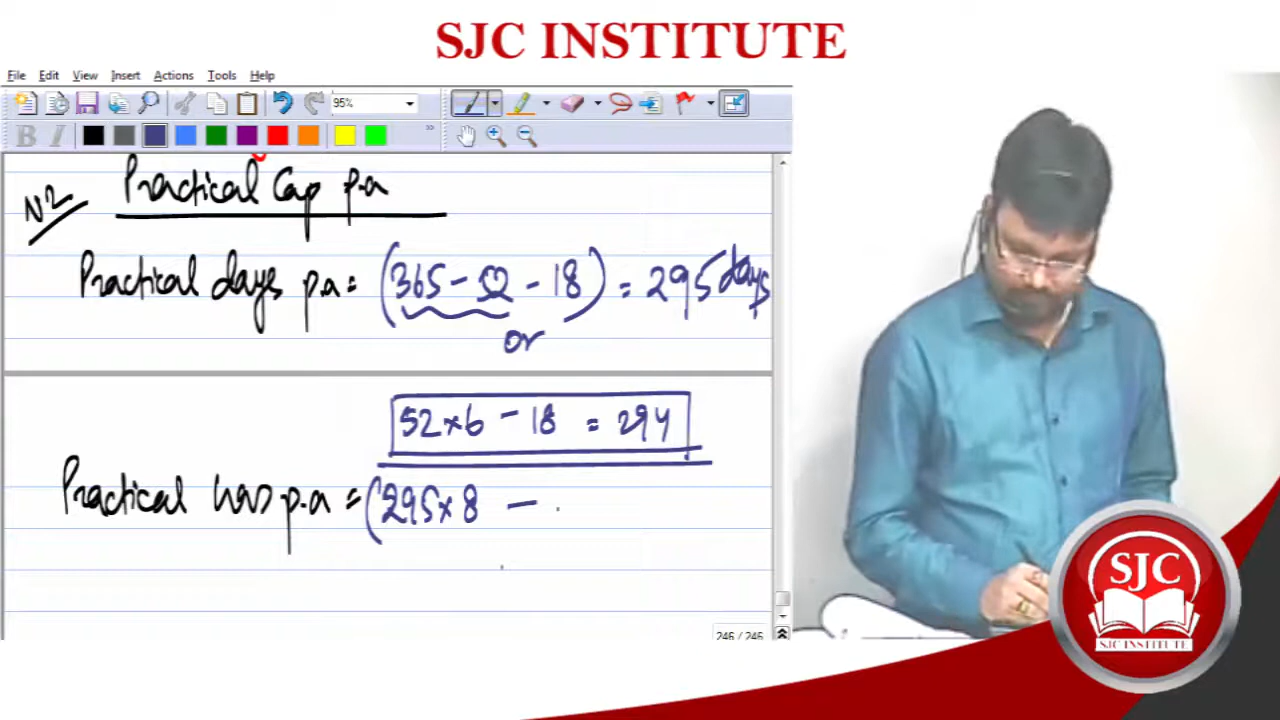 SJC INSTITUTE
File Edit View Insert Actions Tools Help
95%
B I
N2 Practical Cap p.a
Practical days p.a = (365 - 52 - 18) = 295 days
or
52 x 6 - 18 = 294
Practical hrs p.a = (295 x 8 -
246 / 246
SJC
SJC INSTITUTE